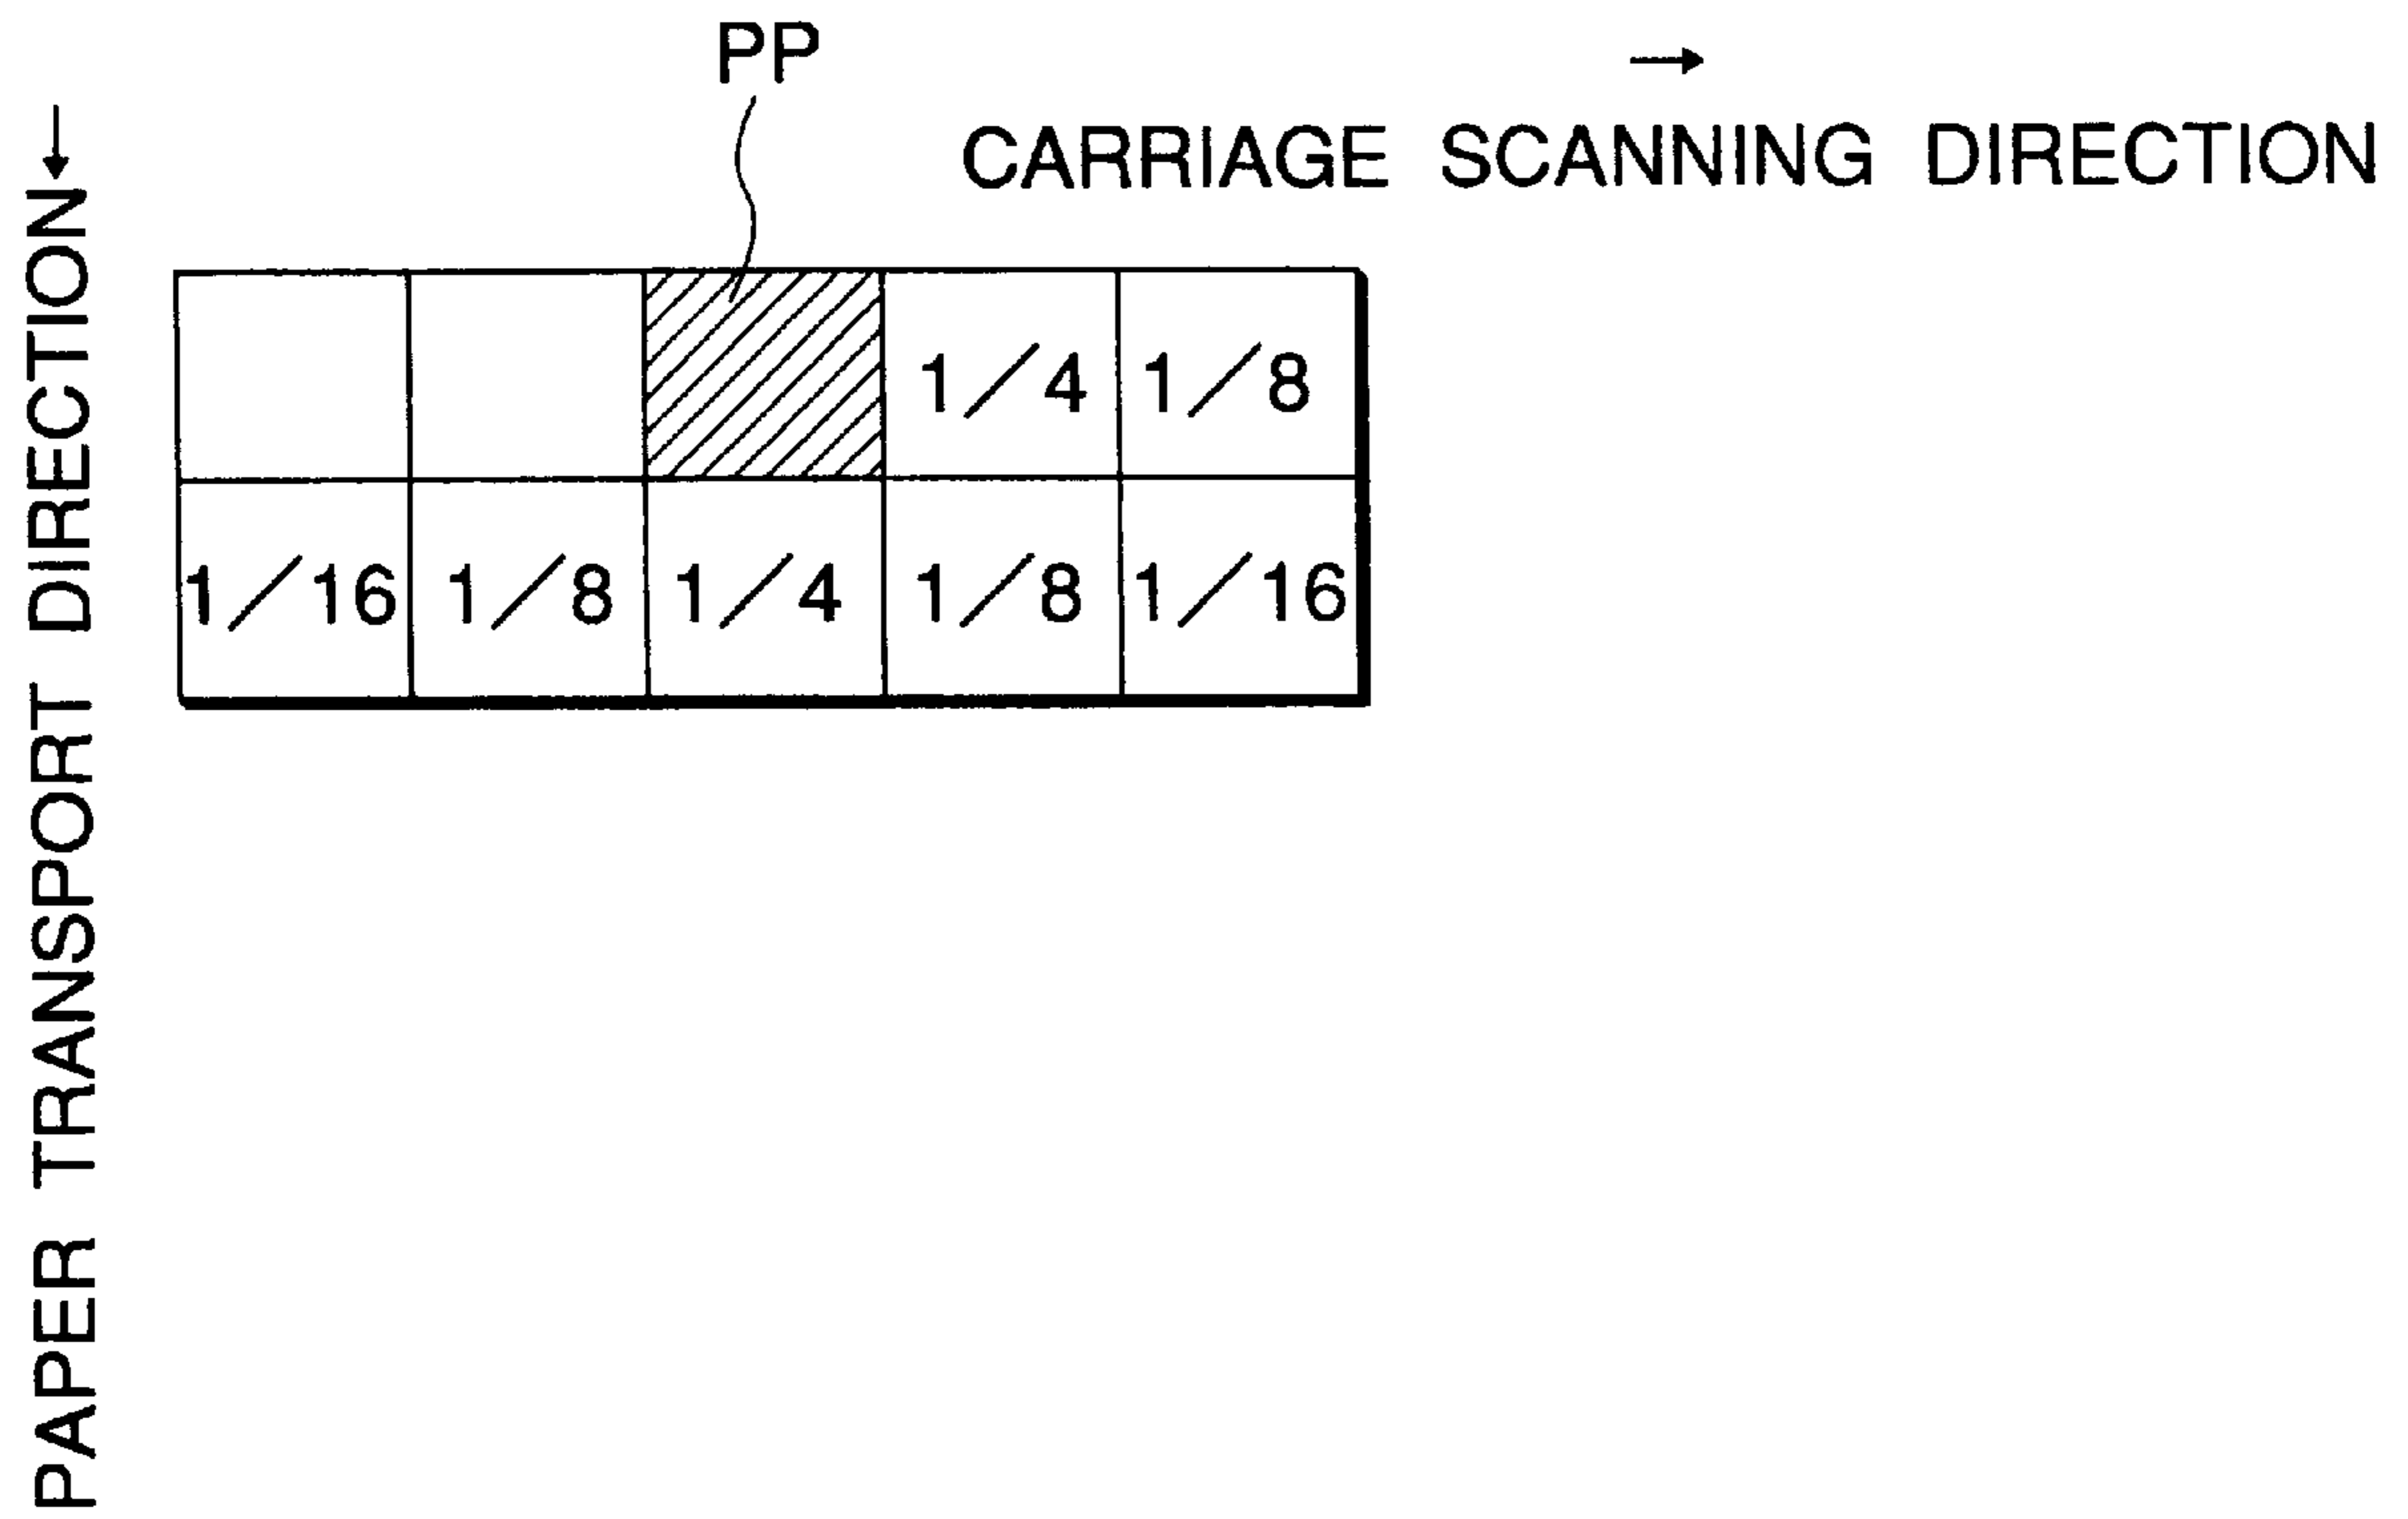 PP
→
CARRIAGE SCANNING DIRECTION
PAPER TRANSPORT DIRECTION→
1/4 1/8
1/16 1/8 1/4 1/8 1/16